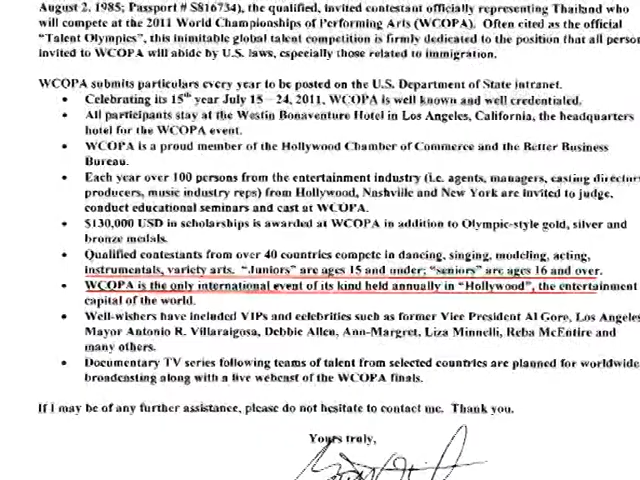 August 2, 1985; Passport # S816734), the qualified, invited contestant officially representing Thailand who
will compete at the 2011 World Championships of Performing Arts (WCOPA). Often cited as the official
"Talent Olympics", this inimitable global talent competition is firmly dedicated to the position that all person
invited to WCOPA will abide by U.S. laws, especially those related to immigration.
WCOPA submits particulars every year to be posted on the U.S. Department of State intranet.
• Celebrating its 15th year July 15 – 24, 2011, WCOPA is well known and well credentialed.
• All participants stay at the Westin Bonaventure Hotel in Los Angeles, California, the headquarters
hotel for the WCOPA event.
• WCOPA is a proud member of the Hollywood Chamber of Commerce and the Better Business
Bureau.
• Each year over 100 persons from the entertainment industry (i.e. agents, managers, casting directors
producers, music industry reps) from Hollywood, Nashville and New York are invited to judge,
conduct educational seminars and cast at WCOPA.
• $130,000 USD in scholarships is awarded at WCOPA in addition to Olympic-style gold, silver and
bronze medals.
• Qualified contestants from over 40 countries compete in dancing, singing, modeling, acting,
instrumentals, variety arts. "Juniors" are ages 15 and under; "seniors" are ages 16 and over.
• WCOPA is the only international event of its kind held annually in "Hollywood", the entertainment
capital of the world.
• Well-wishers have included VIPs and celebrities such as former Vice President Al Gore, Los Angeles
Mayor Antonio R. Villaraigosa, Debbie Allen, Ann-Margret, Liza Minnelli, Reba McEntire and
many others.
• Documentary TV series following teams of talent from selected countries are planned for worldwide
broadcasting along with a live webcast of the WCOPA finals.
If I may be of any further assistance, please do not hesitate to contact me. Thank you.
Yours truly,